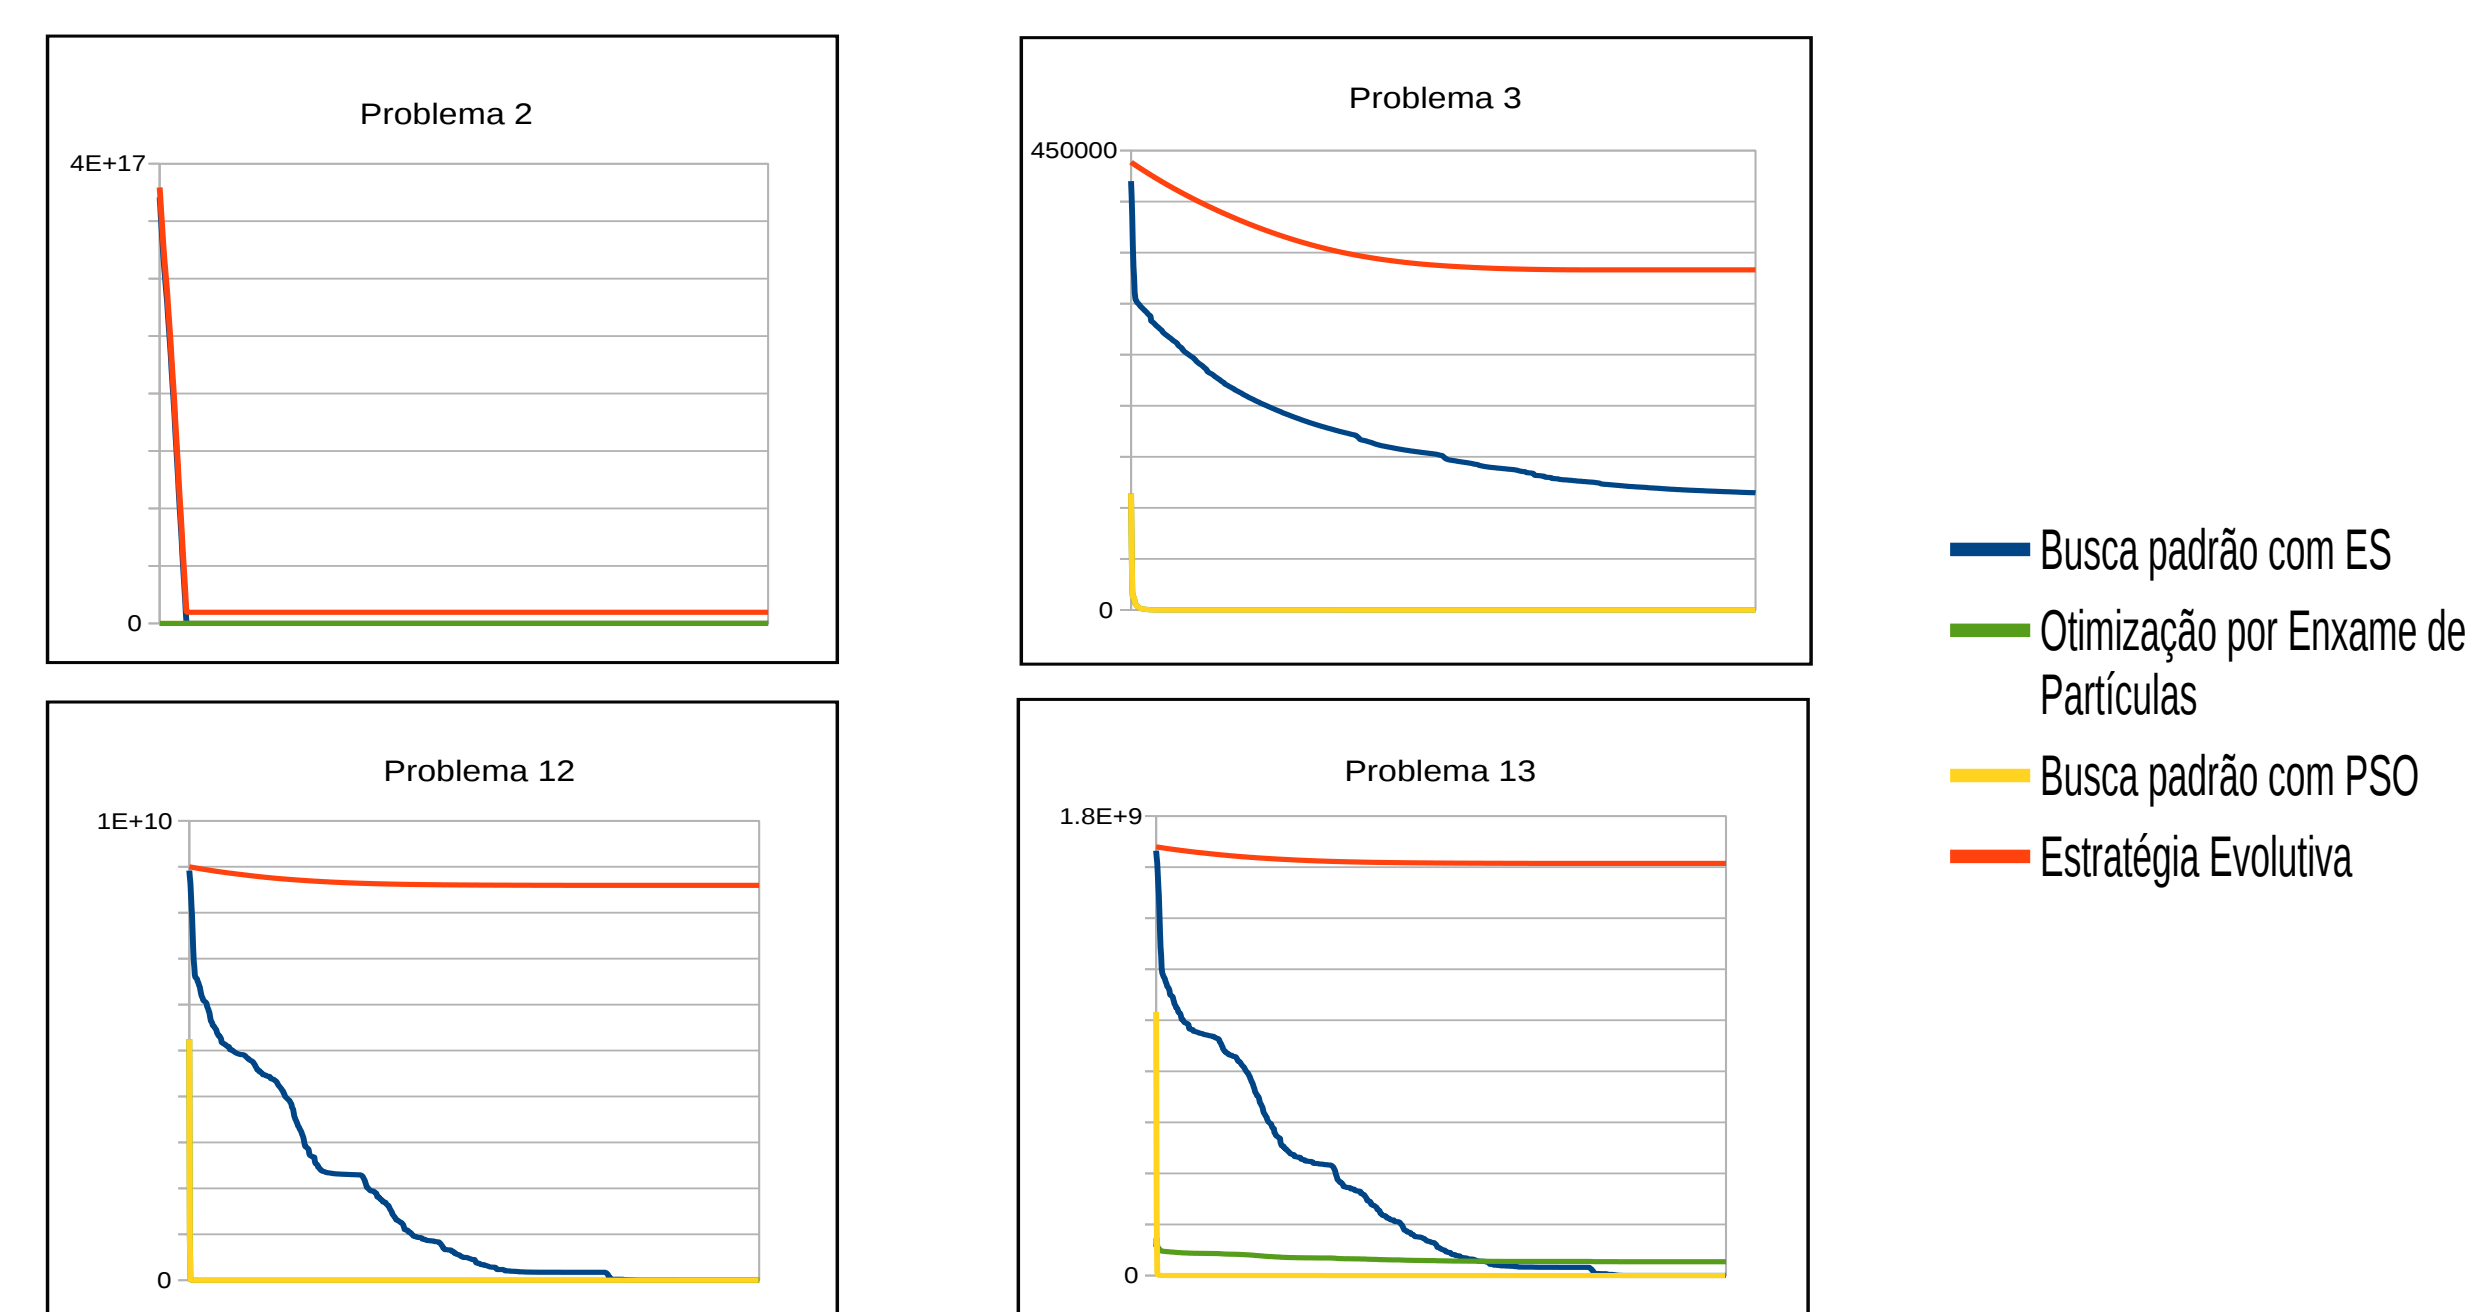 Problema 2
4E+17
0
Problema 3
450000
0
Problema 12
1E+10
0
Problema 13
1.8E+9
0
Busca padrão com ES
Otimização por Enxame de
Partículas
Busca padrão com PSO
Estratégia Evolutiva